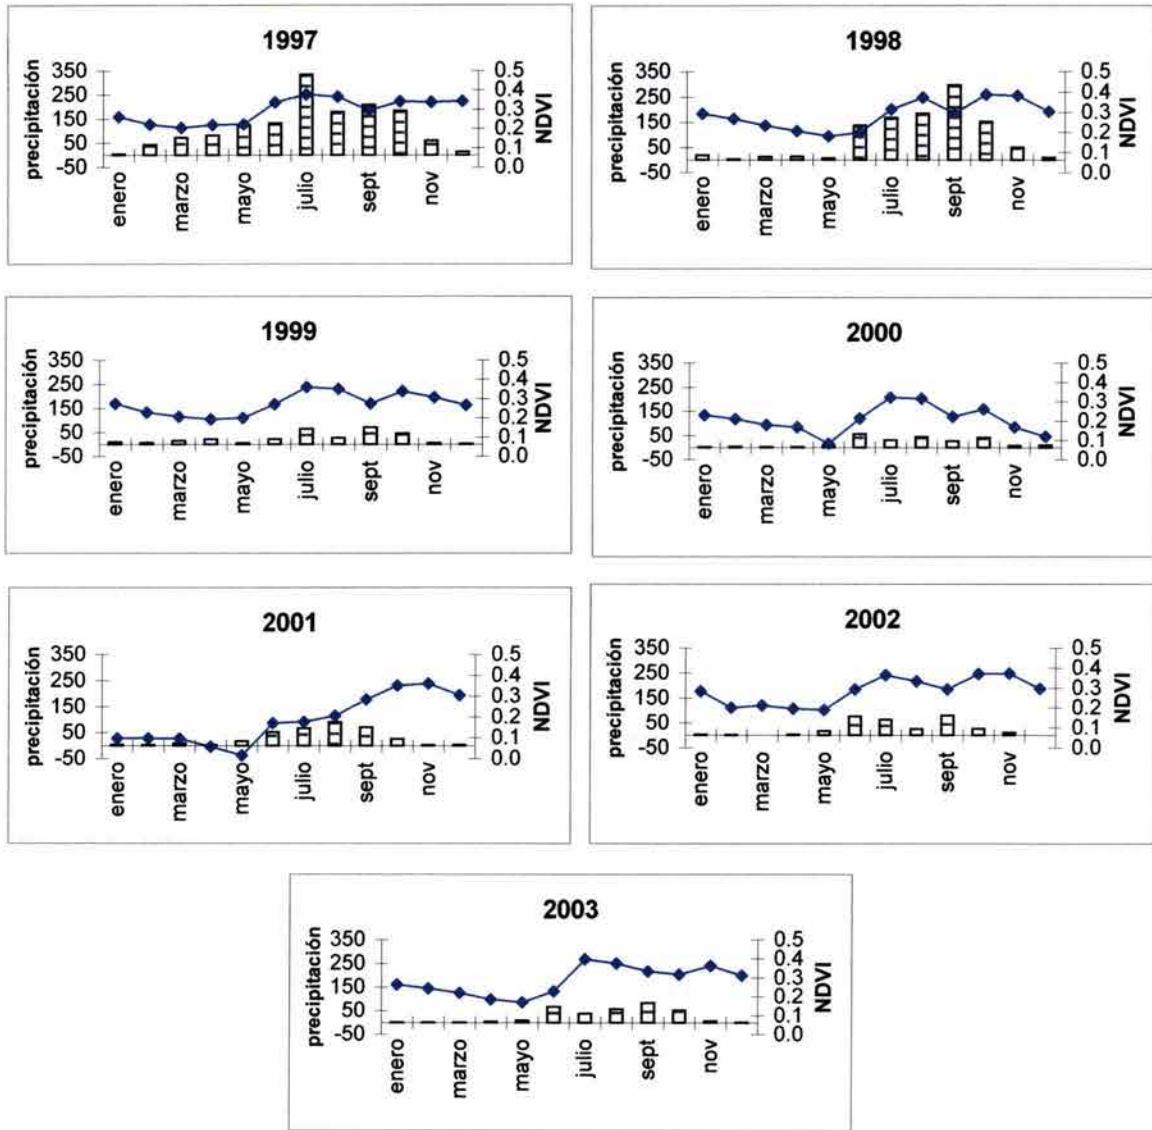 1997
precipitación
350
250
150
50
-50
0.5
0.4
0.3
0.2
0.1
0.0
NDVI
enero
marzo
mayo
julio
sept
nov
1998
precipitación
350
250
150
50
-50
0.5
0.4
0.3
0.2
0.1
0.0
NDVI
enero
marzo
mayo
julio
sept
nov
1999
precipitación
350
250
150
50
-50
0.5
0.4
0.3
0.2
0.1
0.0
NDVI
enero
marzo
mayo
julio
sept
nov
2000
precipitación
350
250
150
50
-50
0.5
0.4
0.3
0.2
0.1
0.0
NDVI
enero
marzo
mayo
julio
sept
nov
2001
precipitación
350
250
150
50
-50
0.5
0.4
0.3
0.2
0.1
0.0
NDVI
enero
marzo
mayo
julio
sept
nov
2002
precipitación
350
250
150
50
-50
0.5
0.4
0.3
0.2
0.1
0.0
NDVI
enero
marzo
mayo
julio
sept
nov
2003
precipitación
350
250
150
50
-50
0.5
0.4
0.3
0.2
0.1
0.0
NDVI
enero
marzo
mayo
julio
sept
nov